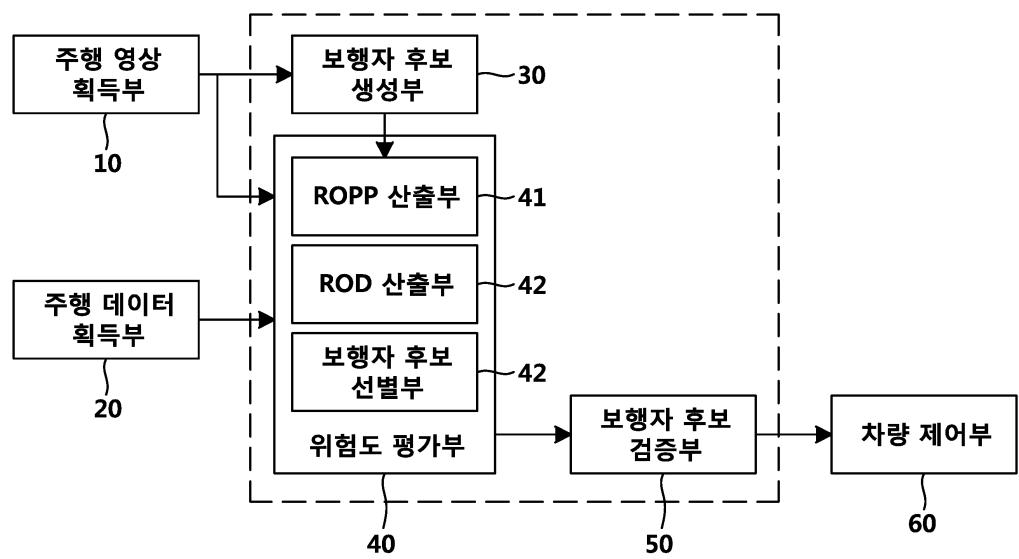 주행 영상
획득부
10
보행자 후보
생성부
30
ROPP 산출부
41
ROD 산출부
42
주행 데이터
획득부
20
보행자 후보
선별부
42
위험도 평가부
40
보행자 후보
검증부
50
차량 제어부
60